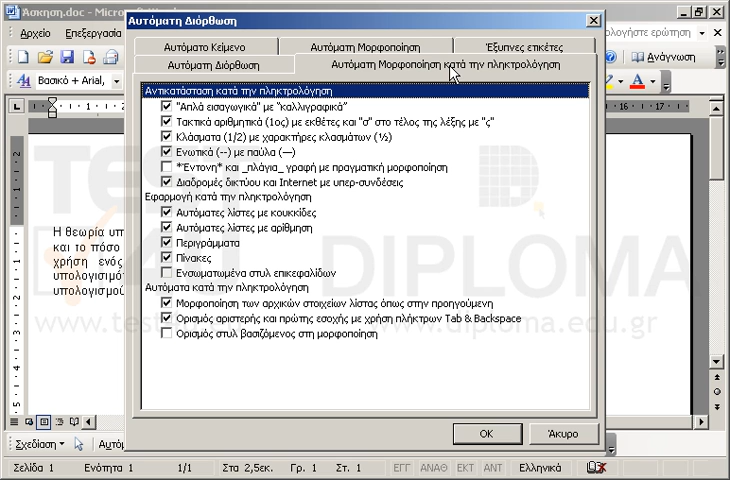 Άσκηση.doc - Microsoft
Αρχείο Επεξεργασία
ολογήστε ερώτηση
Ανάγνωση
Βασικό + Arial,
Αυτόματη Διόρθωση
Αυτόματο Κείμενο Αυτόματη Μορφοποίηση Έξυπνες ετικέτες
Αυτόματη Διόρθωση Αυτόματη Μορφοποίηση κατά την πληκτρολόγηση
Αντικατάσταση κατά την πληκτρολόγηση
"Απλά εισαγωγικά" με “καλλιγραφικά”
Τακτικά αριθμητικά (1ος) με εκθέτες και "σ" στο τέλος της λέξης με "ς"
Κλάσματα (1/2) με χαρακτήρες κλασμάτων (½)
Ενωτικά (--) με παύλα (—)
*Έντονη* και _πλάγια_ γραφή με πραγματική μορφοποίηση
Διαδρομές δικτύου και Internet με υπερ-συνδέσεις
Εφαρμογή κατά την πληκτρολόγηση
Αυτόματες λίστες με κουκκίδες
Αυτόματες λίστες με αρίθμηση
Περιγράμματα
Πίνακες
Ενσωματωμένα στυλ επικεφαλίδων
Αυτόματα κατά την πληκτρολόγηση
Μορφοποίηση των αρχικών στοιχείων λίστας όπως στην προηγούμενη
Ορισμός αριστερής και πρώτης εσοχής με χρήση πλήκτρων Tab & Backspace
Ορισμός στυλ βασιζόμενος στη μορφοποίηση
OK Άκυρο
Η θεωρία υπ
και το πόσο
χρήση ενός
υπολογισιμότ
υπολογισμού
TEST4U DIPLOMA
www.diploma.edu.gr
Σχεδίαση Αυτόμ
Σελίδα 1 Ενότητα 1 1/1 Στα 2,5εκ. Γρ. 1 Στ. 1 ΕΓΓ ΑΝΑΘ ΕΚΤ ΑΝΤ Ελληνικά